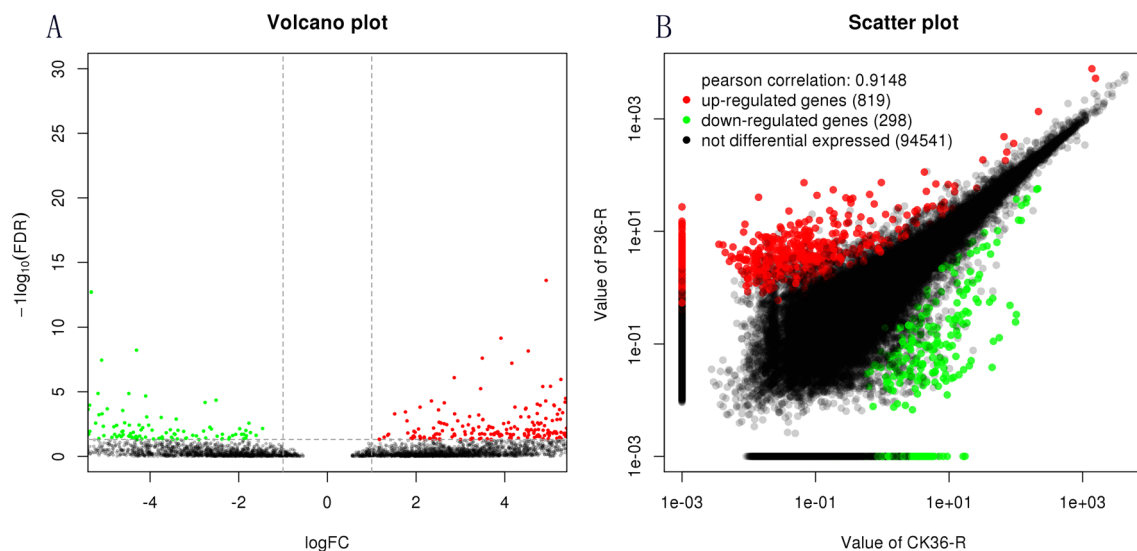 A
Volcano plot
30
25
20
15
10
5
0
−1log10(FDR)
-4
-2
0
2
4
logFC
B
Scatter plot
pearson correlation: 0.9148
up-regulated genes (819)
down-regulated genes (298)
not differential expressed (94541)
1e+03
1e+01
1e-01
1e-03
Value of P36-R
1e-03
1e-01
1e+01
1e+03
Value of CK36-R